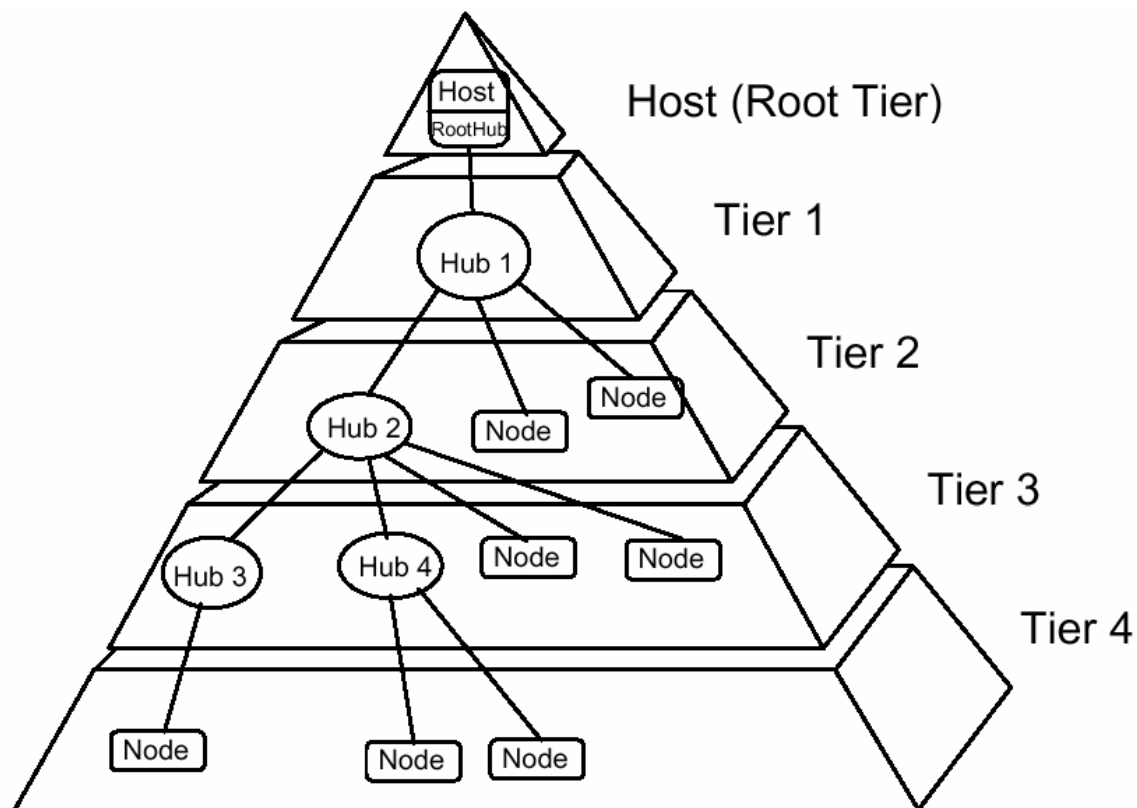 Host
RootHub
Host (Root Tier)
Hub 1
Tier 1
Hub 2
Node
Node
Tier 2
Hub 3
Hub 4
Node
Node
Tier 3
Node
Node
Node
Tier 4